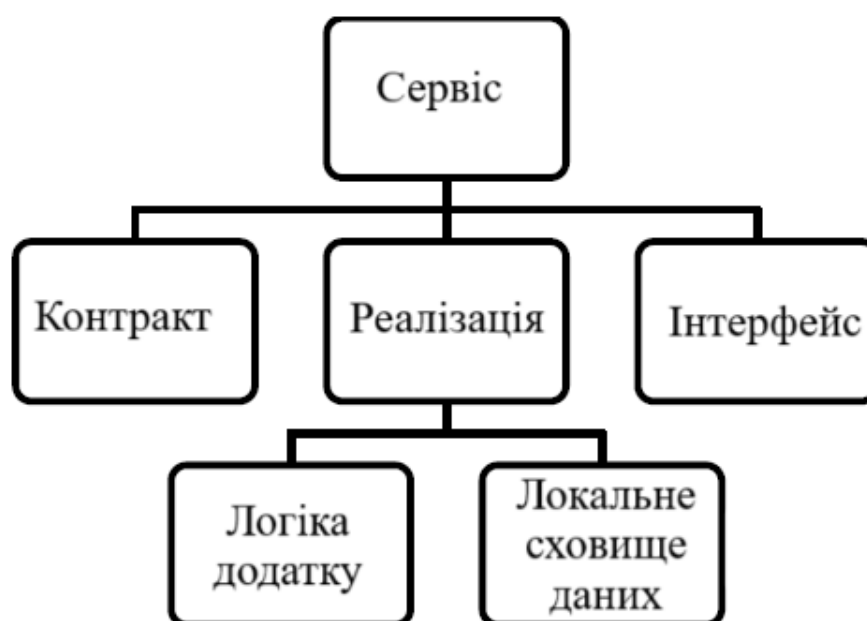 Сервіс
Контракт
Реалізація
Інтерфейс
Логіка
додатку
Локальне
сховище
даних